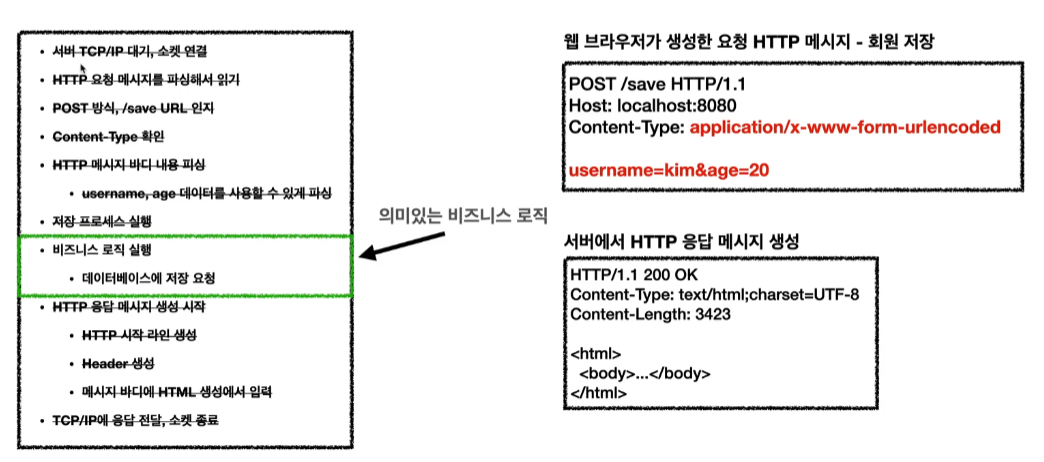 • 서버 TCP/IP 대기, 소켓 연결
• HTTP 요청 메시지를 파싱해서 읽기
• POST 방식, /save URL 인지
• Content-Type 확인
• HTTP 메시지 바디 내용 파싱
• username, age 데이터를 사용할 수 있게 파싱
• 저장 프로세스 실행
• 비즈니스 로직 실행
• 데이터베이스에 저장 요청
• HTTP 응답 메시지 생성 시작
• HTTP 시작 라인 생성
• Header 생성
• 메시지 바디에 HTML 생성에서 입력
• TCP/IP에 응답 전달, 소켓 종료
의미있는 비즈니스 로직
웹 브라우저가 생성한 요청 HTTP 메시지 - 회원 저장
POST /save HTTP/1.1
Host: localhost:8080
Content-Type: application/x-www-form-urlencoded
username=kim&age=20
서버에서 HTTP 응답 메시지 생성
HTTP/1.1 200 OK
Content-Type: text/html;charset=UTF-8
Content-Length: 3423
<html>
<body>...</body>
</html>